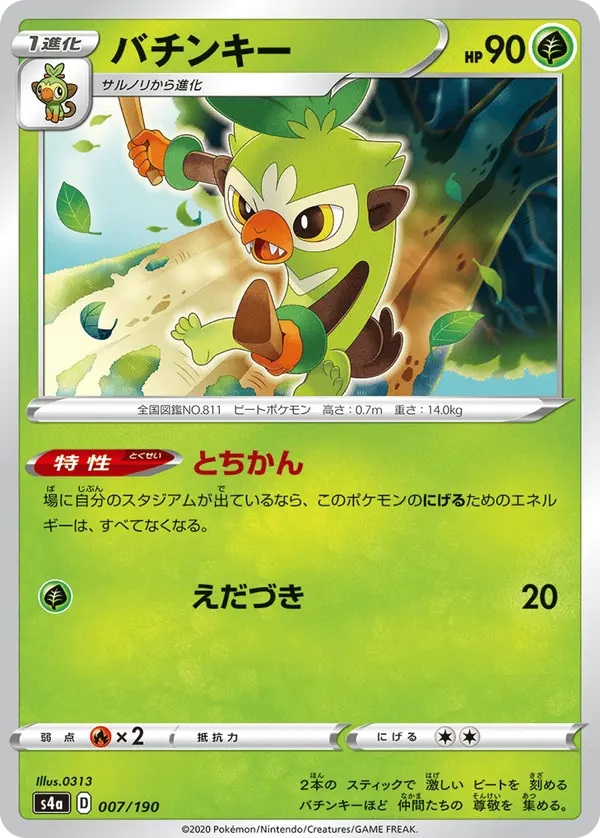 1進化
バチンキー
HP 90
サルノリから進化
全国図鑑NO.811 ビートポケモン 高さ:0.7m 重さ:14.0kg
特性 とくせい とちかん
場に自分のスタジアムが出ているなら、このポケモンのにげるためのエネル
ギーは、すべてなくなる。
えだづき 20
弱点 ×2 抵抗力 にげる
Illus.0313
s4a D 007/190
2本の スティックで 激しい ビートを 刻める
バチンキーほど 仲間たちの 尊敬を 集める。
©2020 Pokémon/Nintendo/Creatures/GAME FREAK.